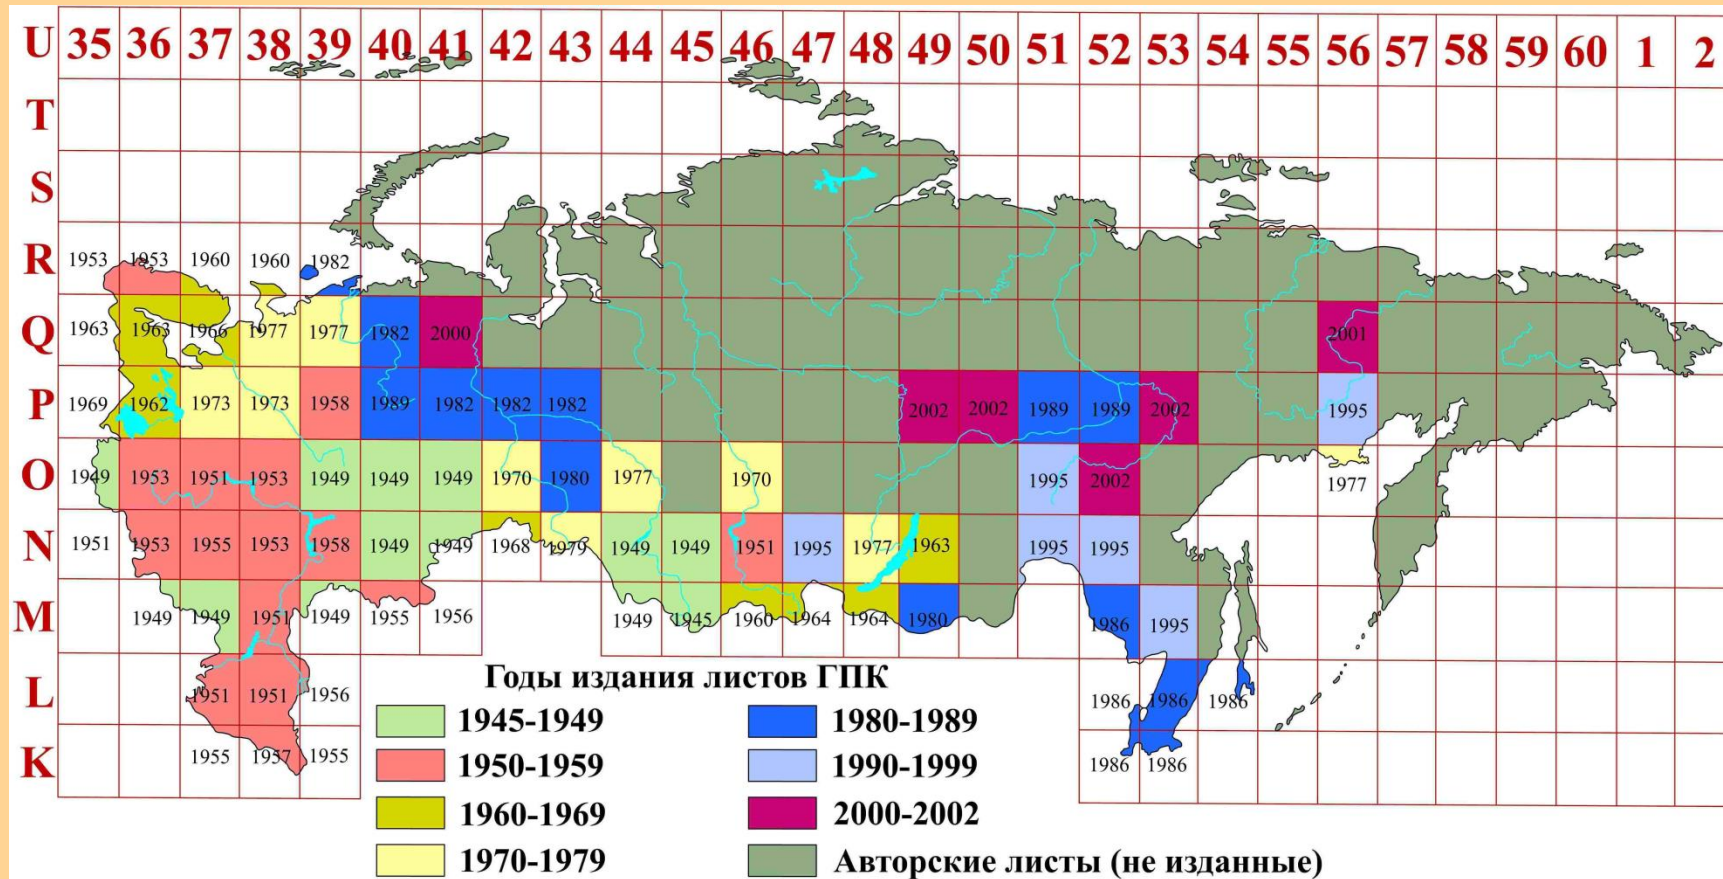 U 35 36 37 38 39 40 41 42 43 44 45 46 47 48 49 50 51 52 53 54 55 56 57 58 59 60 1 2
T
S
R 1953 1953 1960 1960 1982
Q 1963 1963 1966 1977 1977 1982 2000 2001
P 1969 1962 1973 1973 1958 1989 1982 1982 1982 2002 2002 1989 1989 2002 1995
O 1949 1953 1951 1953 1949 1949 1949 1970 1980 1977 1970 1995 2002 1977
N 1951 1953 1955 1953 1958 1949 1949 1968 1979 1949 1949 1951 1995 1977 1963 1995 1995
M 1949 1949 1951 1949 1955 1956 1949 1945 1960 1964 1964 1980 1986 1995
L 1951 1951 1956 1986 1986 1986
K 1955 1957 1955 1986 1986
Годы издания листов ГПК
1945-1949
1950-1959
1960-1969
1970-1979
1980-1989
1990-1999
2000-2002
Авторские листы (не изданные)